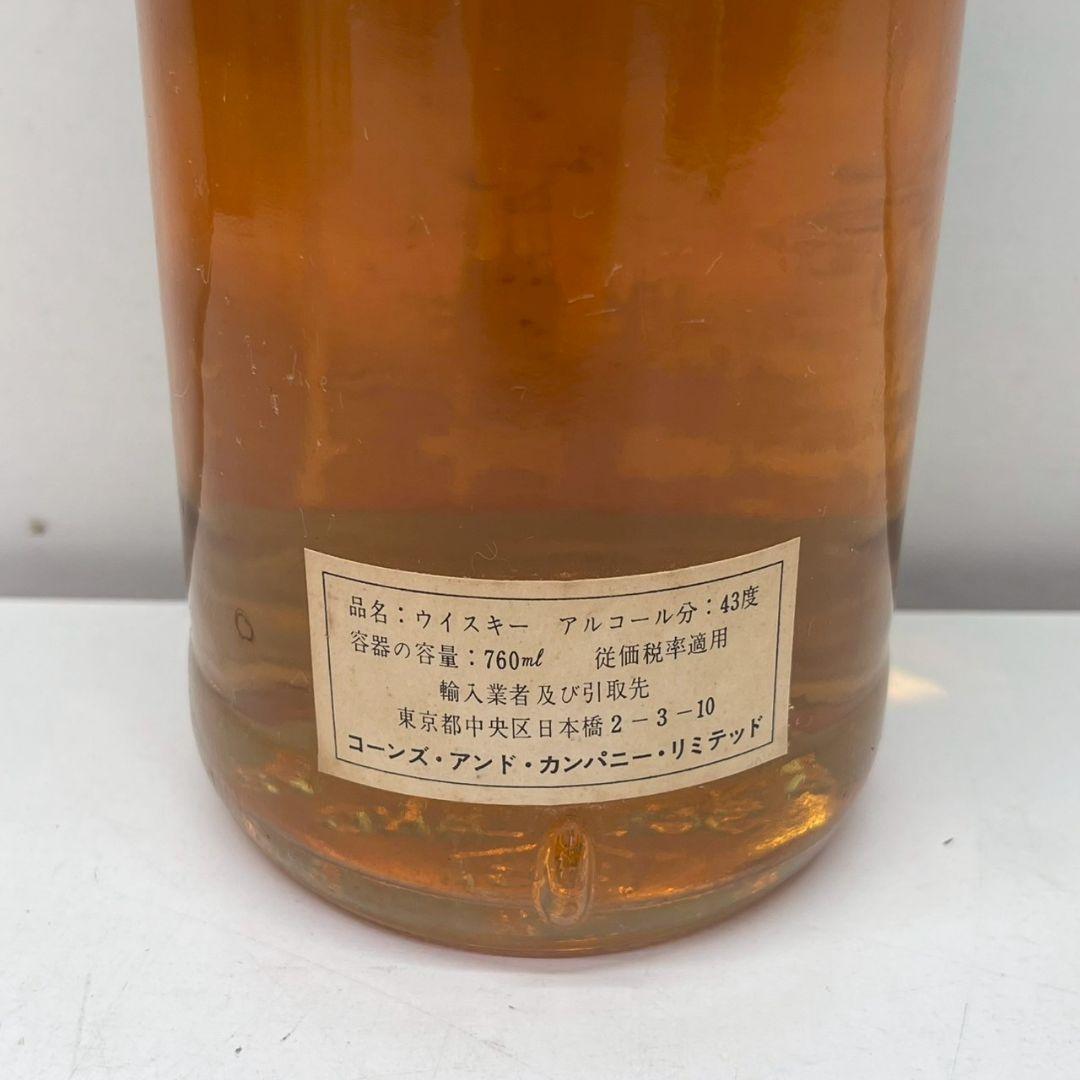 品名：ウイスキー　アルコール分：43度
容器の容量：760ml　従価税率適用
輸入業者及び引取先
東京都中央区日本橋2－3－10
コーンズ・アンド・カンパニー・リミテッド